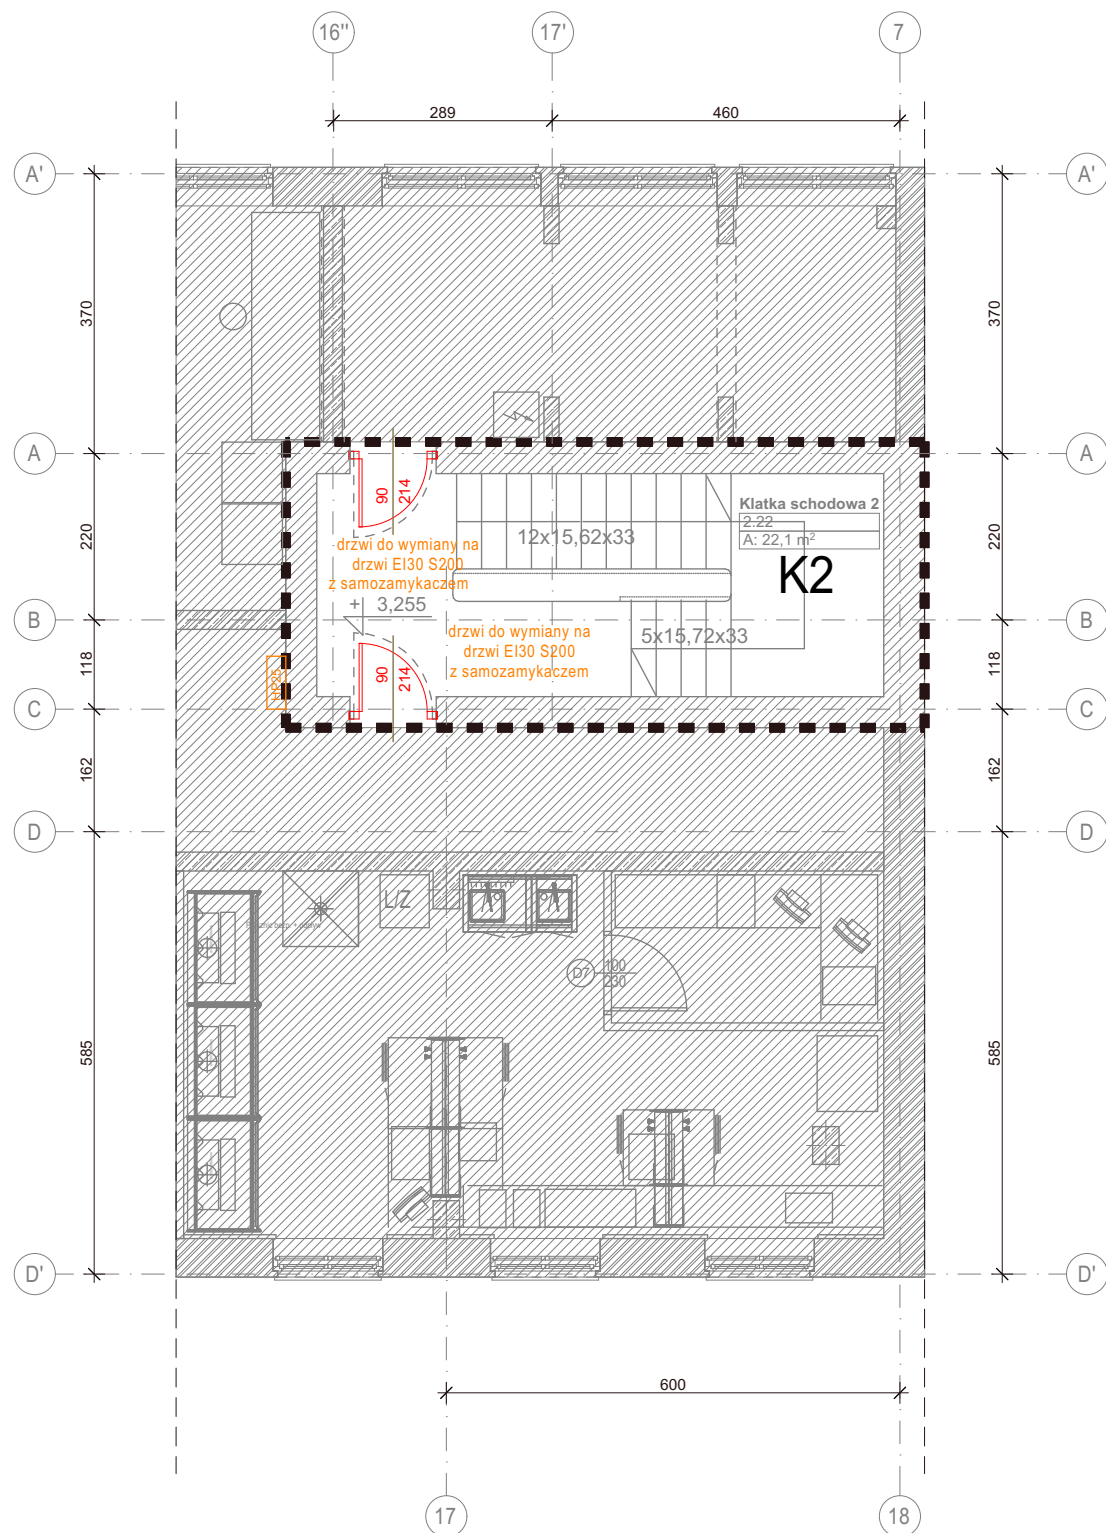 16"
17'
7
289
460
A'
A'
370
370
A
A
90
214
Klatka schodowa 2
2.22
A: 22,1 m²
K2
220
220
12x15,62x33
drzwi do wymiany na
drzwi EI30 S200
z samozamykaczem
+ 3,255
B
B
drzwi do wymiany na
drzwi EI30 S200
z samozamykaczem
5x15,72x33
118
118
HP25
90
214
C
C
162
162
D
D
L/Z
D7
100
230
585
585
D'
D'
600
17
18